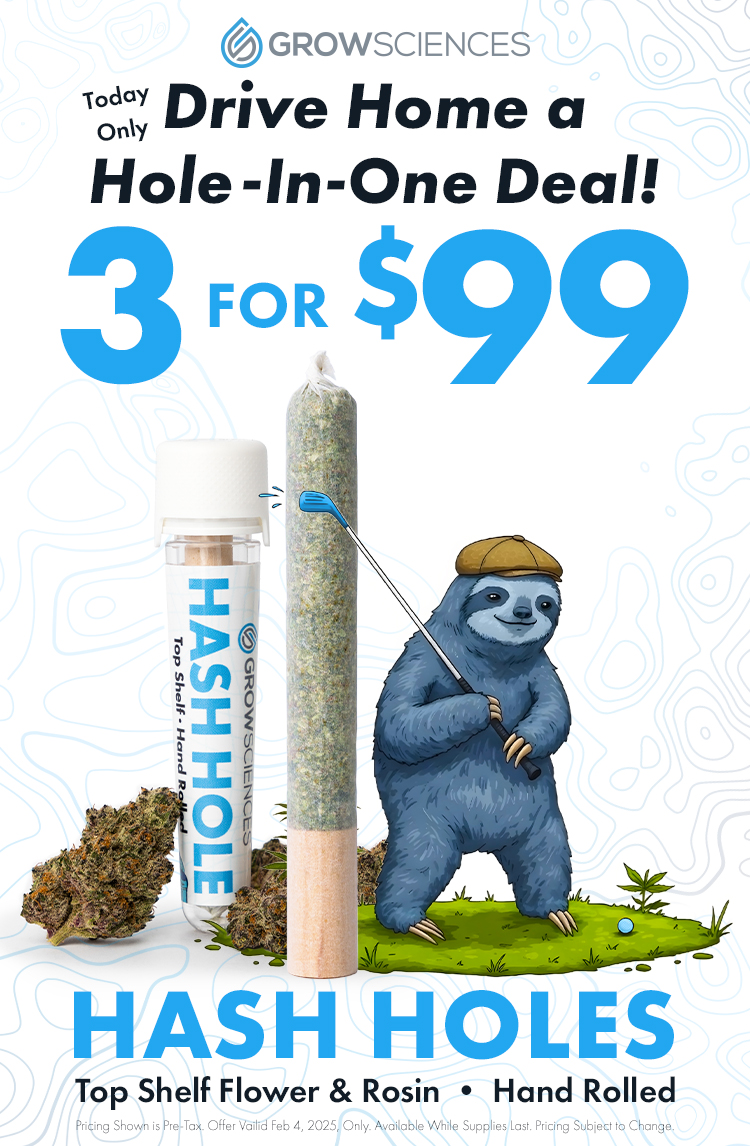 GROWSCIENCES
Today
Only
Drive Home a
Hole-In-One Deal!
3 FOR $99
HASH HOLE
Top Shelf - Hand Rolled
GROWSCIENCES
HASH HOLES
Top Shelf Flower & Rosin • Hand Rolled
Pricing Shown is Pre-Tax. Offer Vailid Feb 4, 2025, Only. Available While Supplies Last. Pricing Subject to Change.